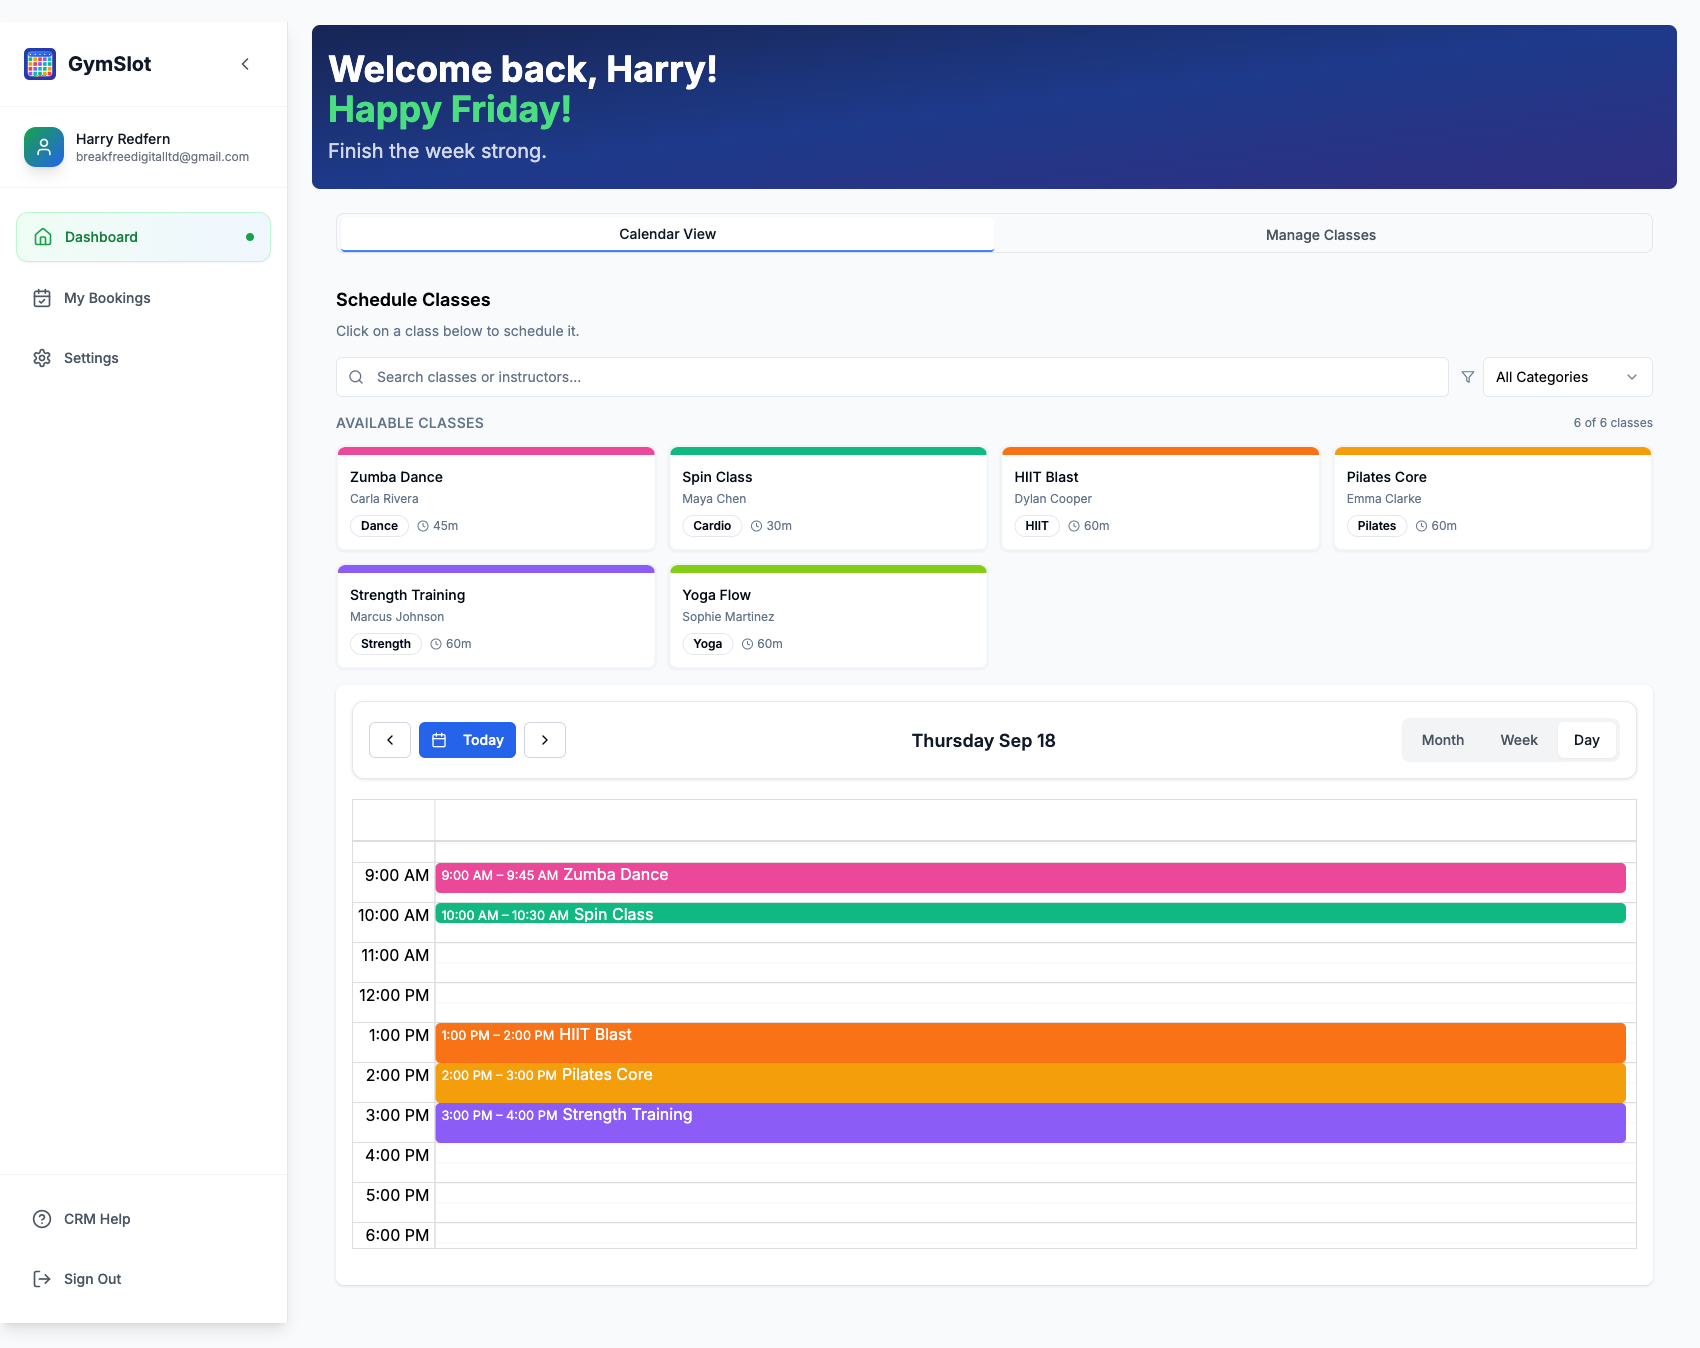 GymSlot
Harry Redfern
breakfreedigitalltd@gmail.com
Dashboard
My Bookings
Settings
CRM Help
Sign Out
Welcome back, Harry!
Happy Friday!
Finish the week strong.
Calendar View
Manage Classes
Schedule Classes
Click on a class below to schedule it.
Search classes or instructors...
All Categories
AVAILABLE CLASSES
6 of 6 classes
Zumba Dance
Carla Rivera
Dance 45m
Spin Class
Maya Chen
Cardio 30m
HIIT Blast
Dylan Cooper
HIIT 60m
Pilates Core
Emma Clarke
Pilates 60m
Strength Training
Marcus Johnson
Strength 60m
Yoga Flow
Sophie Martinez
Yoga 60m
Today
Thursday Sep 18
Month Week Day
9:00 AM 9:00 AM – 9:45 AM Zumba Dance
10:00 AM 10:00 AM – 10:30 AM Spin Class
11:00 AM
12:00 PM
1:00 PM 1:00 PM – 2:00 PM HIIT Blast
2:00 PM 2:00 PM – 3:00 PM Pilates Core
3:00 PM 3:00 PM – 4:00 PM Strength Training
4:00 PM
5:00 PM
6:00 PM